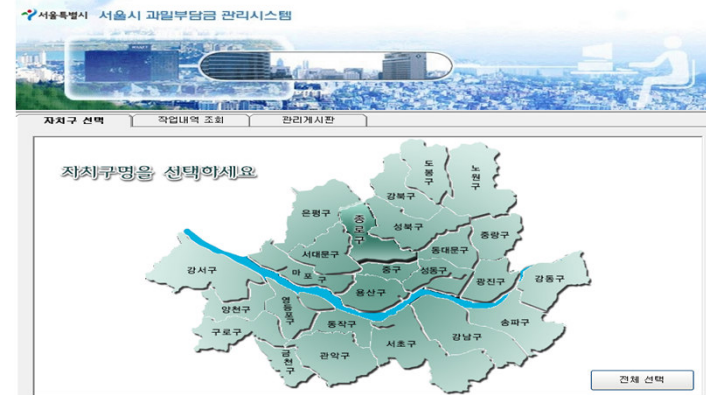 서울특별시 서울시 과밀부담금 관리시스템
자치구 선택 작업내역 조회 관리게시판
자치구명을 선택하세요
도봉구
노원구
강북구
은평구
종로구
성북구
중랑구
서대문구
동대문구
강서구
마포구
중구
성동구
광진구
강동구
용산구
양천구
영등포구
동작구
송파구
구로구
강남구
서초구
금천구
관악구
전체 선택